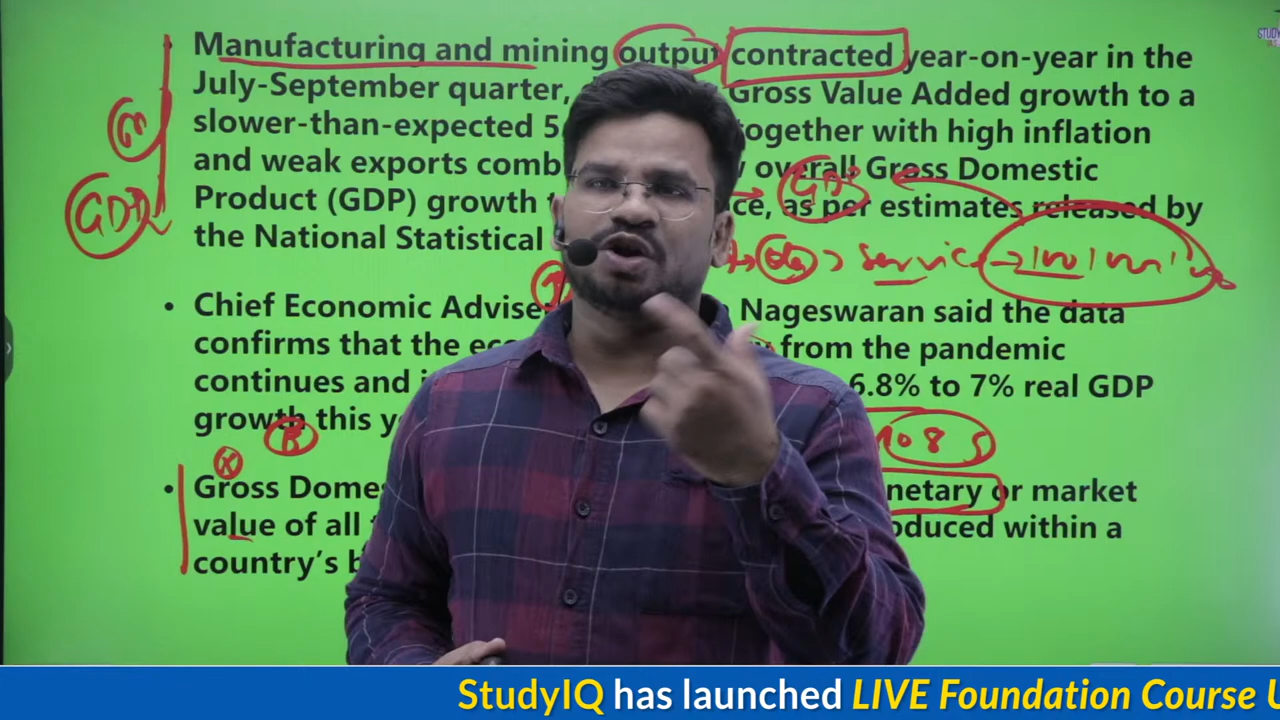 STUDY
Manufacturing and mining output contracted year-on-year in the
July-September quarter, Gross Value Added growth to a
slower-than-expected 5. together with high inflation
and weak exports comb overall Gross Domestic
Product (GDP) growth ce, as per estimates released by
the National Statistical
Service
Chief Economic Advise Nageswaran said the data
confirms that the eco from the pandemic
continues and i 6.8% to 7% real GDP
growth this y
Gross Domes netary or market
value of all oduced within a
country's b
StudyIQ has launched LIVE Foundation Course U